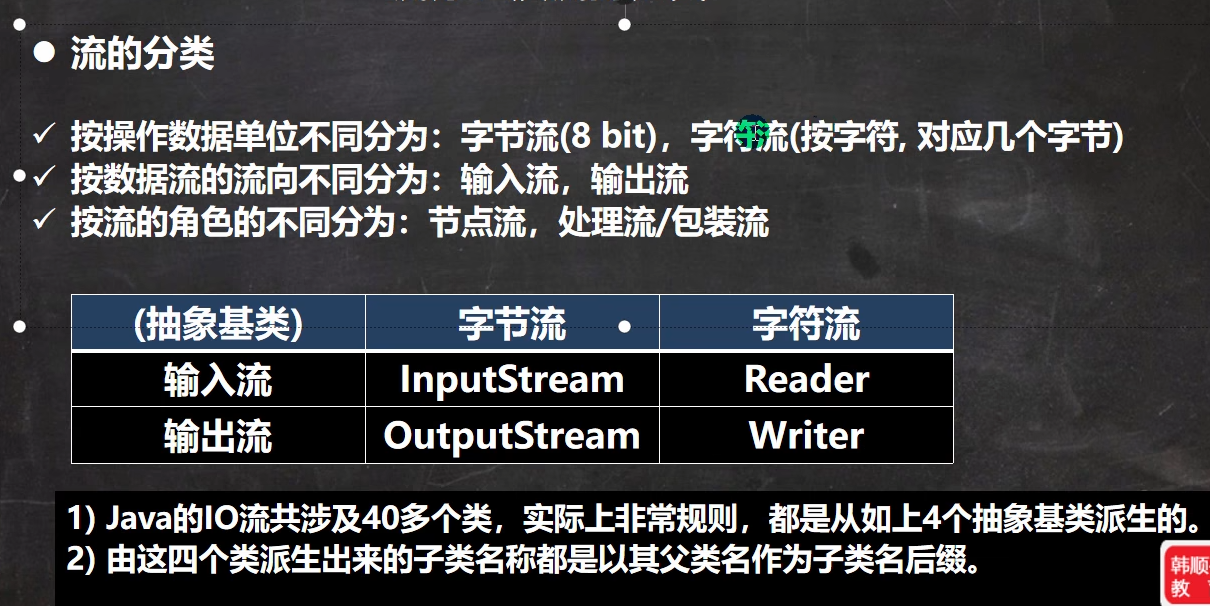 流的分类
按操作数据单位不同分为：字节流(8 bit)，字符流(按字符, 对应几个字节)
按数据流的流向不同分为：输入流，输出流
按流的角色的不同分为：节点流，处理流/包装流
(抽象基类) 字节流 字符流
输入流 InputStream Reader
输出流 OutputStream Writer
1) Java的IO流共涉及40多个类，实际上非常规则，都是从如上4个抽象基类派生的。
2) 由这四个类派生出来的子类名称都是以其父类名作为子类名后缀。
韩顺
教